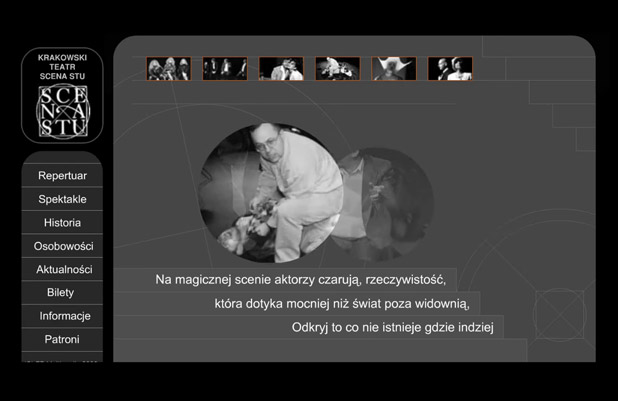 KRAKOWSKI
TEATR
SCENA STU
SCE
NA
STU
Repertuar
Spektakle
Historia
Osobowości
Aktualności
Bilety
Informacje
Patroni
Na magicznej scenie aktorzy czarują, rzeczywistość,
która dotyka mocniej niż świat poza widownią,
Odkryj to co nie istnieje gdzie indziej